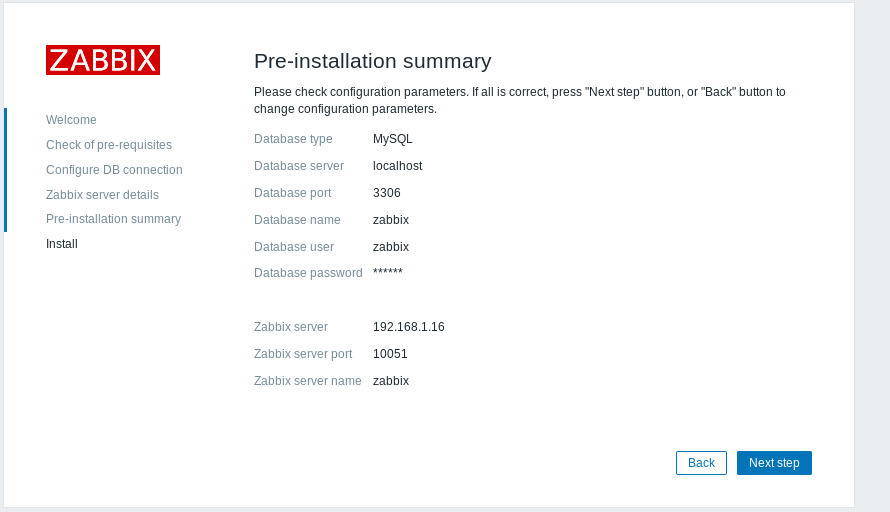 ZABBIX
Welcome
Check of pre-requisites
Configure DB connection
Zabbix server details
Pre-installation summary
Install
Pre-installation summary
Please check configuration parameters. If all is correct, press "Next step" button, or "Back" button to
change configuration parameters.
Database type MySQL
Database server localhost
Database port 3306
Database name zabbix
Database user zabbix
Database password ******
Zabbix server 192.168.1.16
Zabbix server port 10051
Zabbix server name zabbix
Back Next step